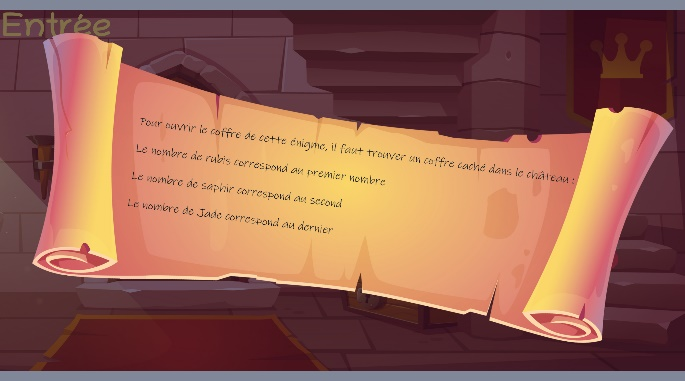 Entrée
Pour ouvrir le coffre de cette énigme, il faut trouver un coffre caché dans le château :
Le nombre de rubis correspond au premier nombre
Le nombre de saphir correspond au second
Le nombre de Jade correspond au dernier